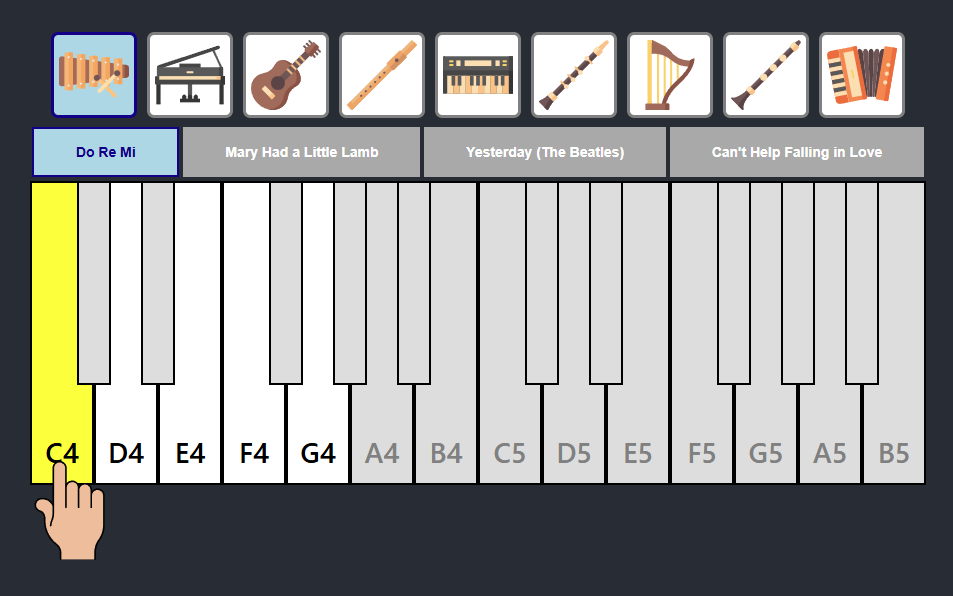 Do Re Mi Mary Had a Little Lamb Yesterday (The Beatles) Can't Help Falling in Love
C4 D4 E4 F4 G4 A4 B4 C5 D5 E5 F5 G5 A5 B5